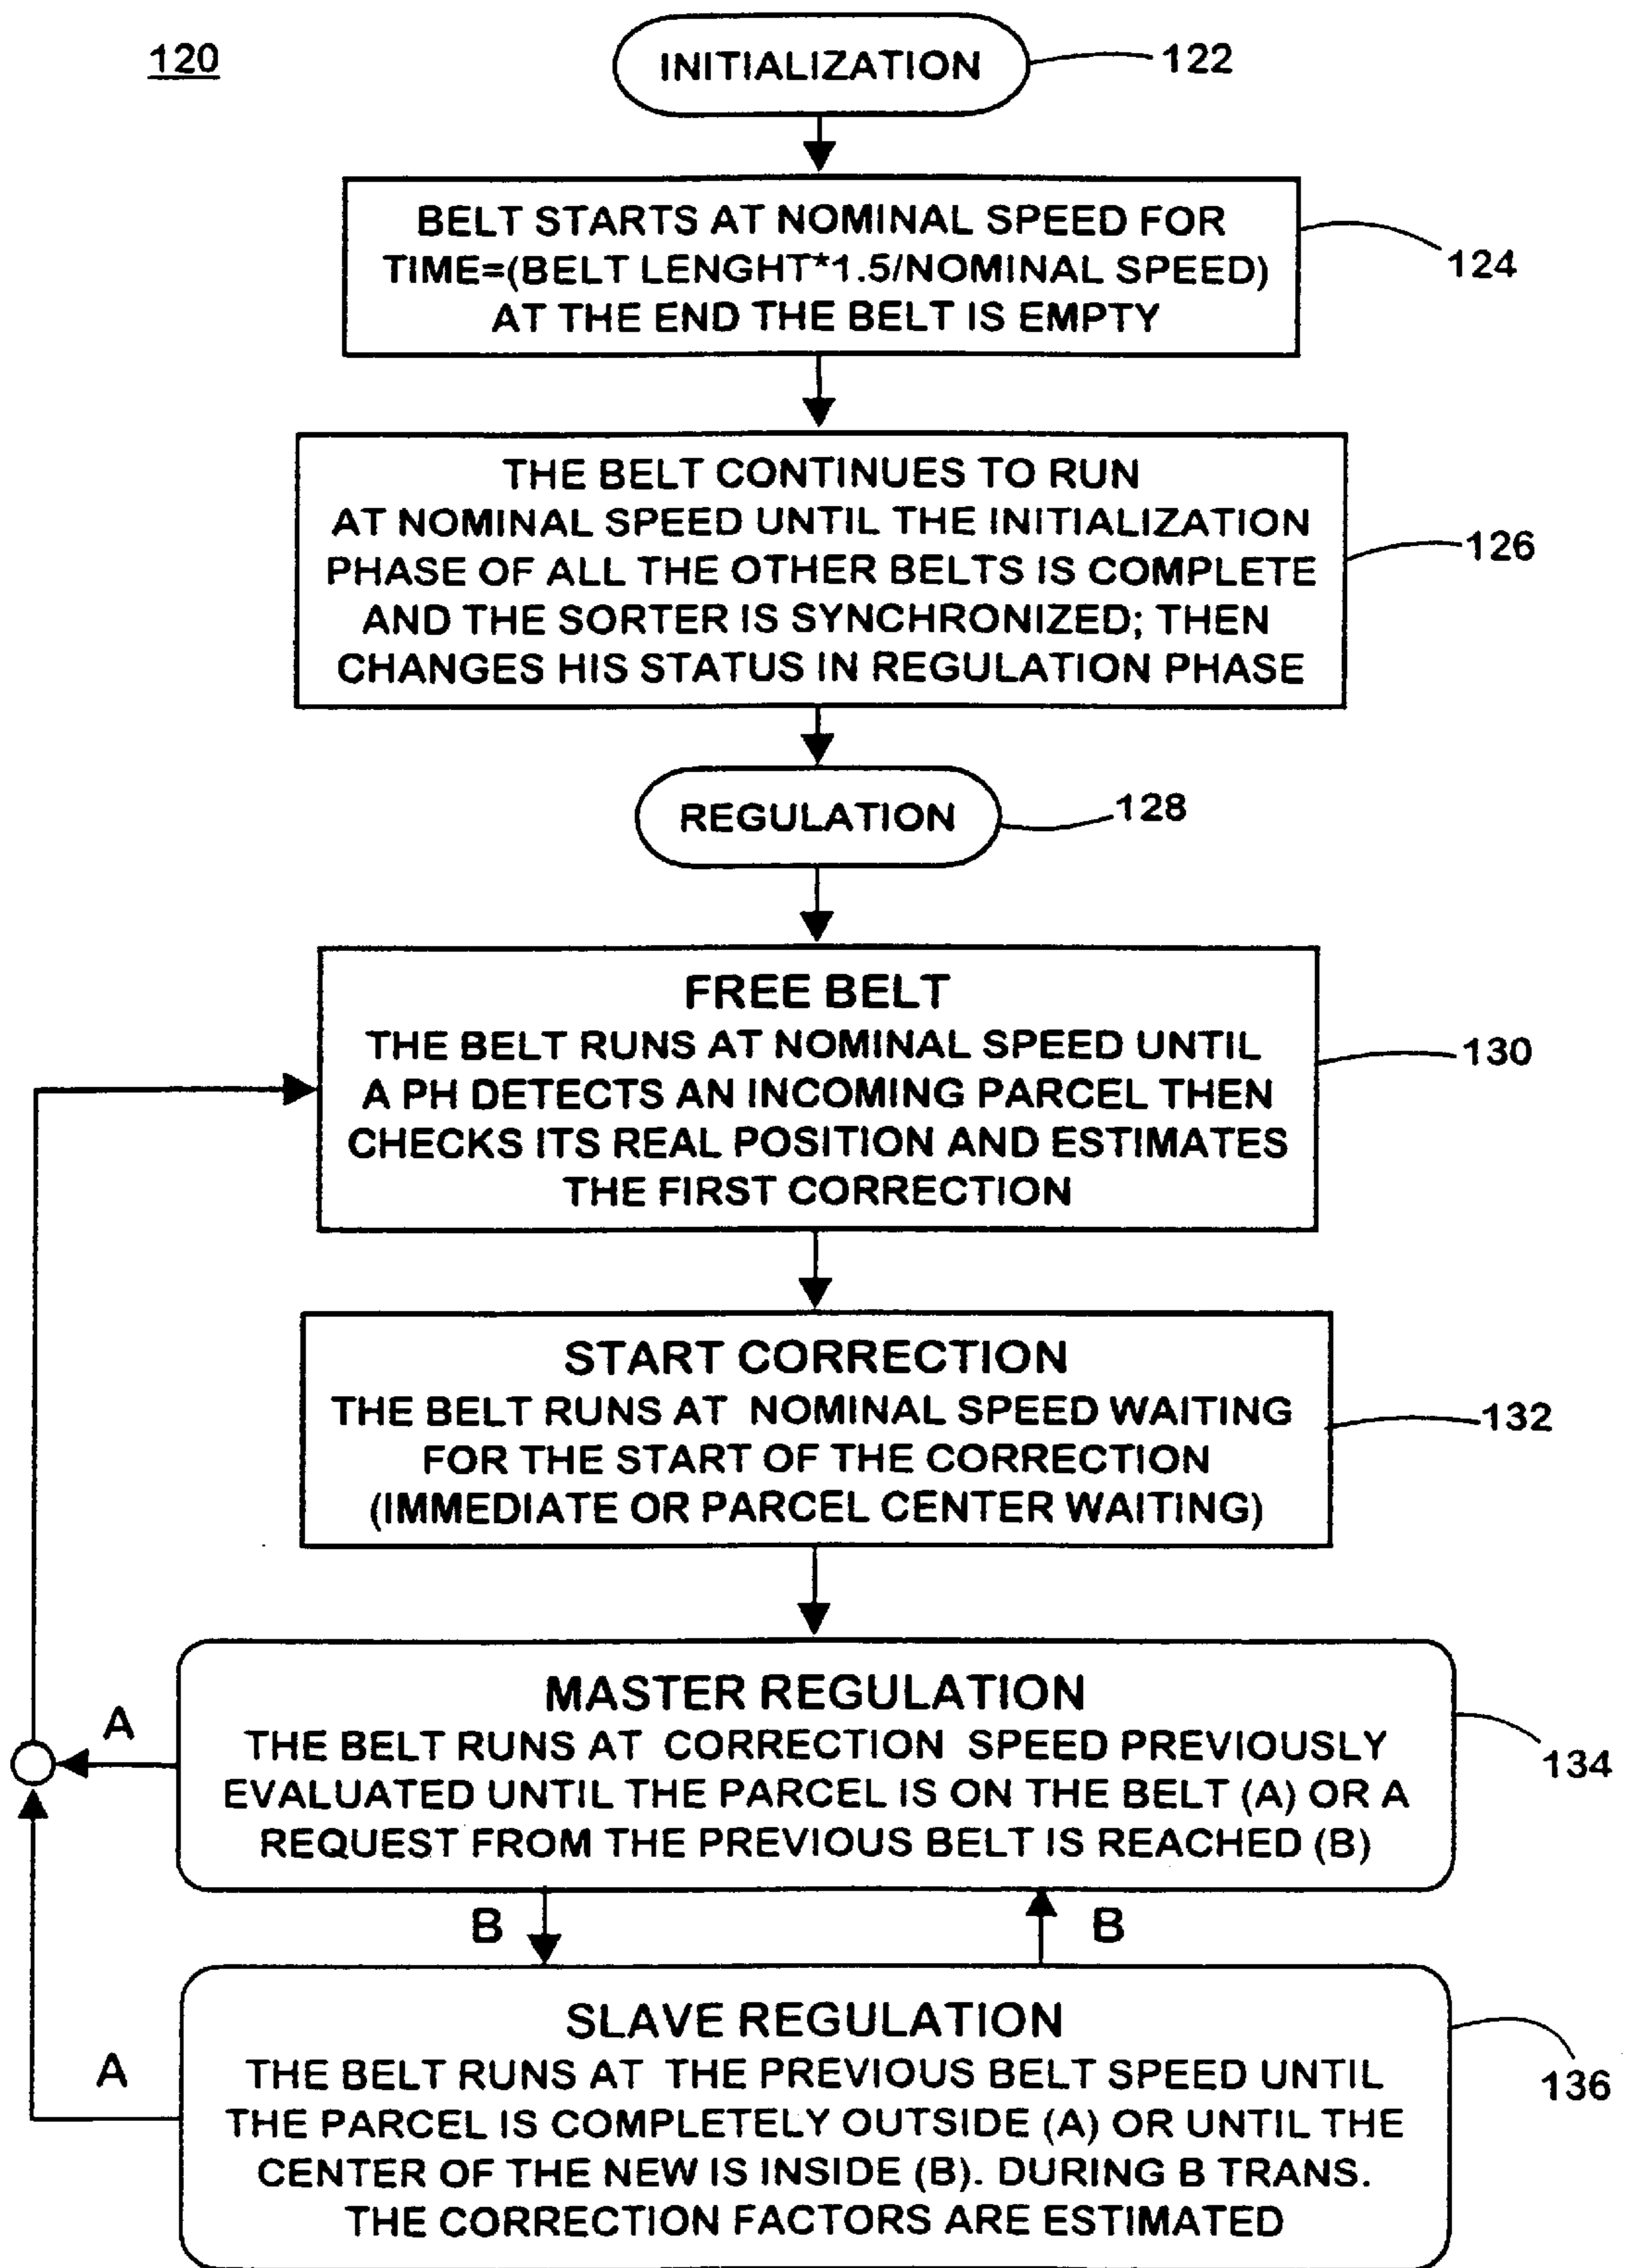 120
INITIALIZATION
122
BELT STARTS AT NOMINAL SPEED FOR
TIME=(BELT LENGHT*1.5/NOMINAL SPEED)
AT THE END THE BELT IS EMPTY
124
THE BELT CONTINUES TO RUN
AT NOMINAL SPEED UNTIL THE INITIALIZATION
PHASE OF ALL THE OTHER BELTS IS COMPLETE
AND THE SORTER IS SYNCHRONIZED; THEN
CHANGES HIS STATUS IN REGULATION PHASE
126
REGULATION
128
FREE BELT
THE BELT RUNS AT NOMINAL SPEED UNTIL
A PH DETECTS AN INCOMING PARCEL THEN
CHECKS ITS REAL POSITION AND ESTIMATES
THE FIRST CORRECTION
130
START CORRECTION
THE BELT RUNS AT NOMINAL SPEED WAITING
FOR THE START OF THE CORRECTION
(IMMEDIATE OR PARCEL CENTER WAITING)
132
MASTER REGULATION
THE BELT RUNS AT CORRECTION SPEED PREVIOUSLY
EVALUATED UNTIL THE PARCEL IS ON THE BELT (A) OR A
REQUEST FROM THE PREVIOUS BELT IS REACHED (B)
134
A
B
B
SLAVE REGULATION
THE BELT RUNS AT THE PREVIOUS BELT SPEED UNTIL
THE PARCEL IS COMPLETELY OUTSIDE (A) OR UNTIL THE
CENTER OF THE NEW IS INSIDE (B). DURING B TRANS.
THE CORRECTION FACTORS ARE ESTIMATED
136
A